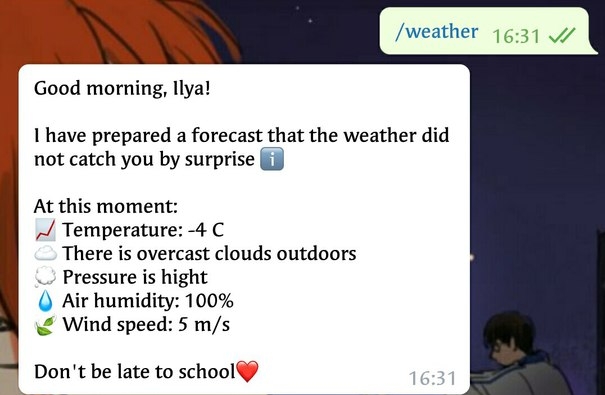 /weather 16:31
Good morning, Ilya!
I have prepared a forecast that the weather did
not catch you by surprise ℹ️
At this moment:
📈 Temperature: -4 C
☁️ There is overcast clouds outdoors
💭 Pressure is hight
💧 Air humidity: 100%
🍃 Wind speed: 5 m/s
Don't be late to school❤️
16:31